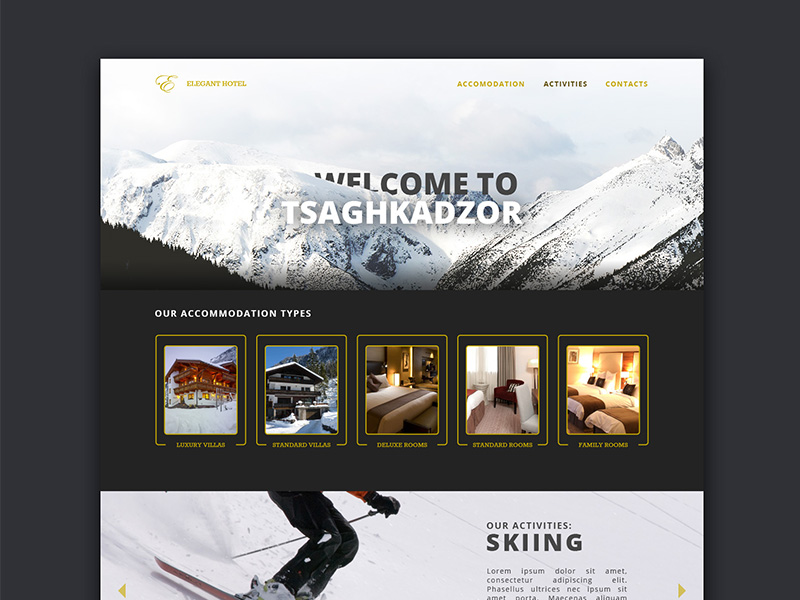 E ELEGANT HOTEL
ACCOMODATION ACTIVITIES CONTACTS
WELCOME TO
TSAGHKADZOR
OUR ACCOMMODATION TYPES
LUXURY VILLAS STANDARD VILLAS DELUXE ROOMS STANDARD ROOMS FAMILY ROOMS
OUR ACTIVITIES:
SKIING
Lorem ipsum dolor sit amet,
consectetur adipiscing elit.
Phasellus ultrices nec ipsum sit
amet porta. Maecenas aliquam